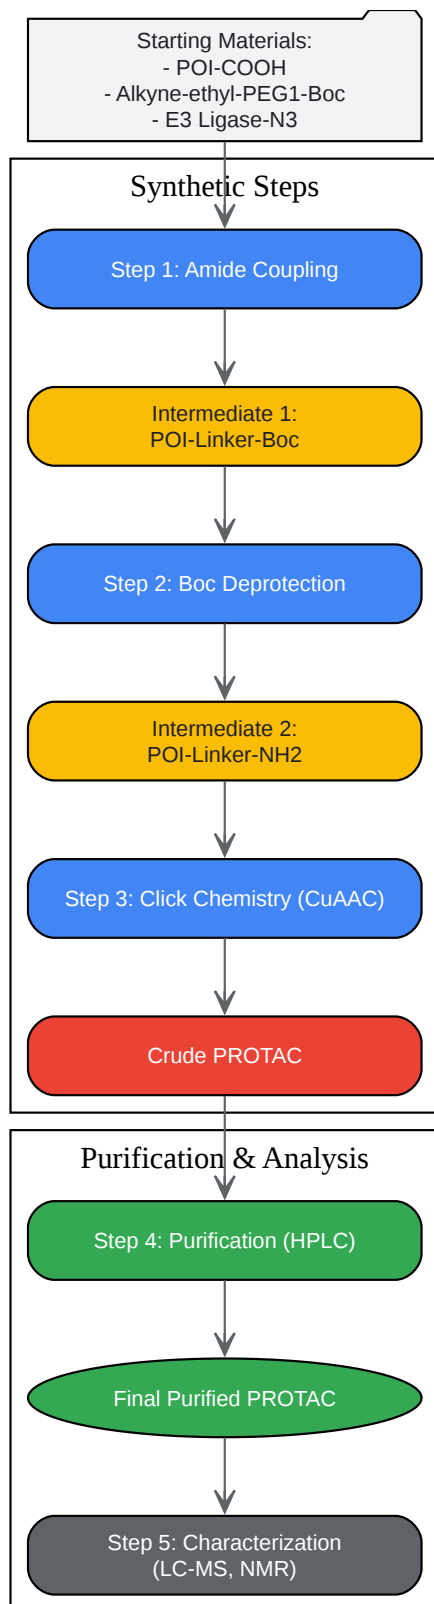 Starting Materials:
- POI-COOH
- Alkyne-ethyl-PEG1-Boc
- E3 Ligase-N3
Synthetic Steps
Step 1: Amide Coupling
Intermediate 1:
POI-Linker-Boc
Step 2: Boc Deprotection
Intermediate 2:
POI-Linker-NH2
Step 3: Click Chemistry (CuAAC)
Crude PROTAC
Purification & Analysis
Step 4: Purification (HPLC)
Final Purified PROTAC
Step 5: Characterization
(LC-MS, NMR)